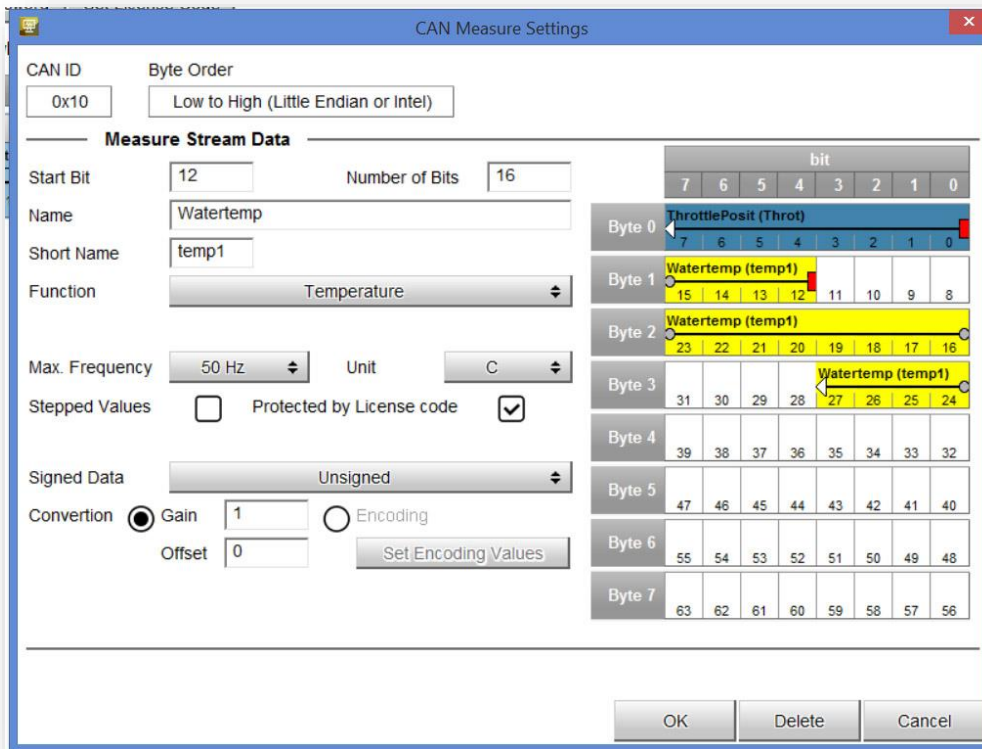 CAN Measure Settings
CAN ID Byte Order
0x10 Low to High (Little Endian or Intel)
Measure Stream Data
Start Bit 12 Number of Bits 16
Name Watertemp
Short Name temp1
Function Temperature
Max. Frequency 50 Hz Unit C
Stepped Values Protected by License code
Signed Data Unsigned
Convertion Gain 1 Encoding
Offset 0 Set Encoding Values
bit
7 6 5 4 3 2 1 0
Byte 0 ThrottlePosit (Throt)
7 6 5 4 3 2 1 0
Byte 1 Watertemp (temp1)
15 14 13 12 11 10 9 8
Byte 2 Watertemp (temp1)
23 22 21 20 19 18 17 16
Byte 3 Watertemp (temp1)
31 30 29 28 27 26 25 24
Byte 4
39 38 37 36 35 34 33 32
Byte 5
47 46 45 44 43 42 41 40
Byte 6
55 54 53 52 51 50 49 48
Byte 7
63 62 61 60 59 58 57 56
OK Delete Cancel